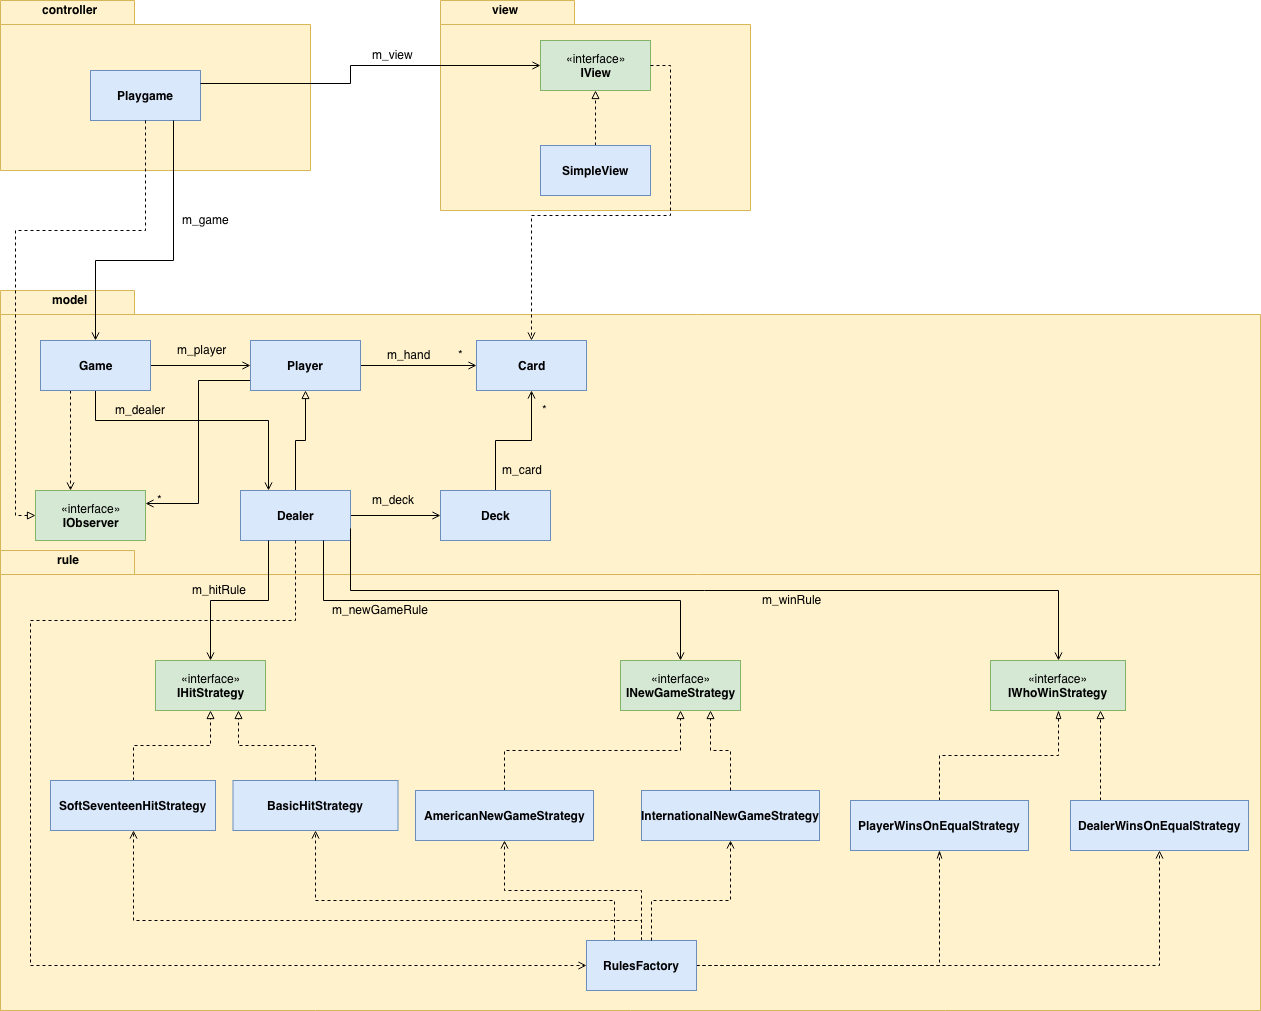 controller
view
m_view
«interface»
IView
Playgame
SimpleView
m_game
model
Game
m_player
Player
m_hand
*
Card
m_dealer
*
m_card
*
«interface»
IObserver
Dealer
m_deck
Deck
rule
m_hitRule
m_newGameRule
m_winRule
«interface»
IHitStrategy
«interface»
INewGameStrategy
«interface»
IWhoWinStrategy
SoftSeventeenHitStrategy
BasicHitStrategy
AmericanNewGameStrategy
InternationalNewGameStrategy
PlayerWinsOnEqualStrategy
DealerWinsOnEqualStrategy
RulesFactory